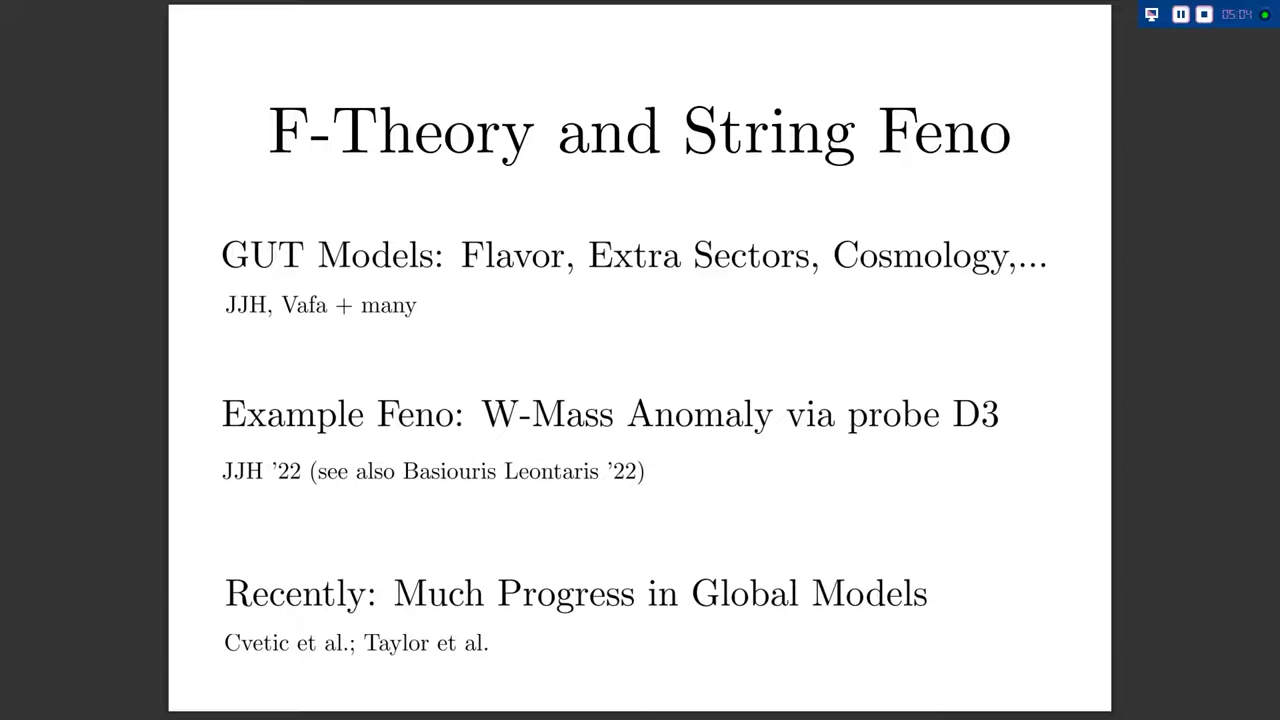 05:04
F-Theory and String Feno
GUT Models: Flavor, Extra Sectors, Cosmology,...
JJH, Vafa + many
Example Feno: W-Mass Anomaly via probe D3
JJH '22 (see also Basiouris Leontaris '22)
Recently: Much Progress in Global Models
Cvetic et al.; Taylor et al.